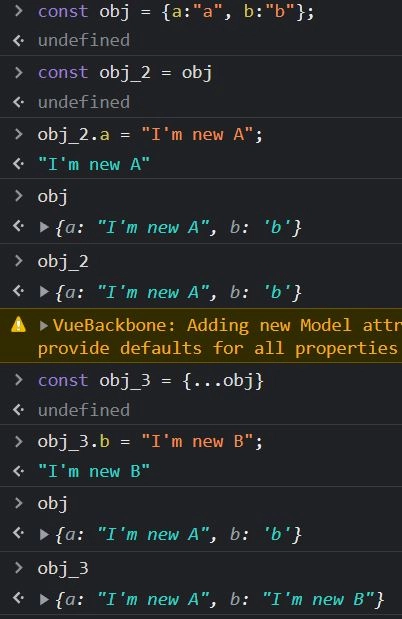 > const obj = {a:"a", b:"b"};
<· undefined
> const obj_2 = obj
<· undefined
> obj_2.a = "I'm new A";
<· "I'm new A"
> obj
<· ▶{a: "I'm new A", b: 'b'}
> obj_2
<· ▶{a: "I'm new A", b: 'b'}
▶VueBackbone: Adding new Model
provide defaults for all properties
> const obj_3 = {...obj}
<· undefined
> obj_3.b = "I'm new B";
<· "I'm new B"
> obj
<· ▶{a: "I'm new A", b: 'b'}
> obj_3
<· ▶{a: "I'm new A", b: "I'm new B"}